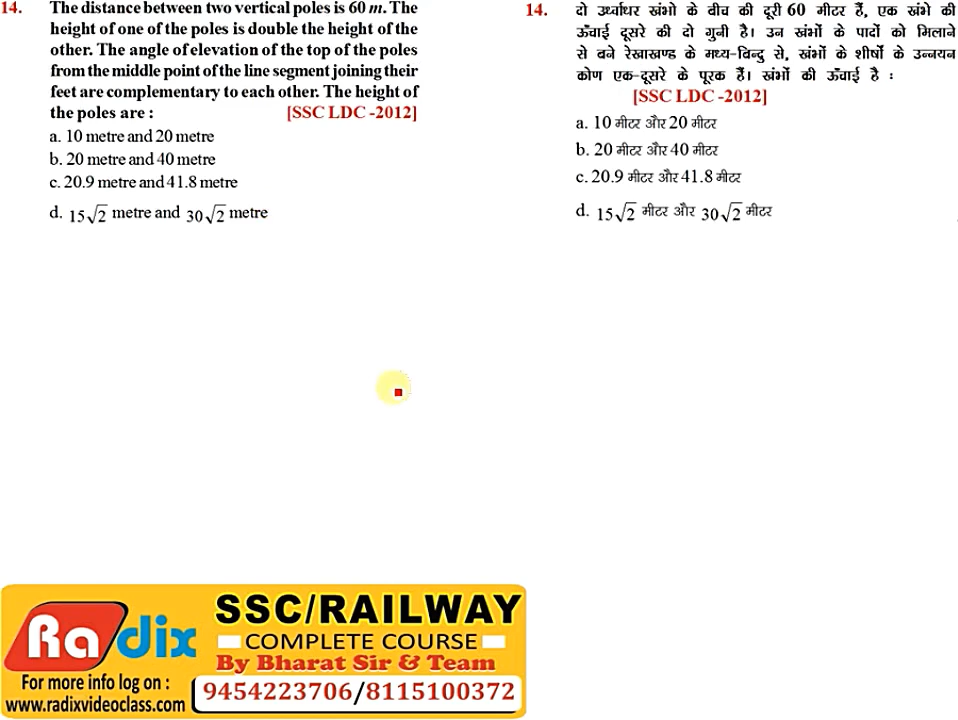 14. The distance between two vertical poles is 60 m. The
height of one of the poles is double the height of the
other. The angle of elevation of the top of the poles
from the middle point of the line segment joining their
feet are complementary to each other. The height of
the poles are : [SSC LDC -2012]
a. 10 metre and 20 metre
b. 20 metre and 40 metre
c. 20.9 metre and 41.8 metre
d. 15√2 metre and 30√2 metre
14. दो उर्ध्वाधर खंभो के बीच की दूरी 60 मीटर हैं, एक खंभे की
ऊँचाई दूसरे की दो गुनी है। उन खंभों के पादों को मिलाने
से बने रेखाखण्ड के मध्य-बिन्दु से, खंभों के शीर्षों के उन्नयन
कोण एक-दूसरे के पूरक हैं। खंभों की ऊँचाई है :
[SSC LDC -2012]
a. 10 मीटर और 20 मीटर
b. 20 मीटर और 40 मीटर
c. 20.9 मीटर और 41.8 मीटर
d. 15√2 मीटर और 30√2 मीटर
Radix
For more info log on :
www.radixvideoclass.com
SSC/RAILWAY
COMPLETE COURSE
By Bharat Sir & Team
9454223706/8115100372